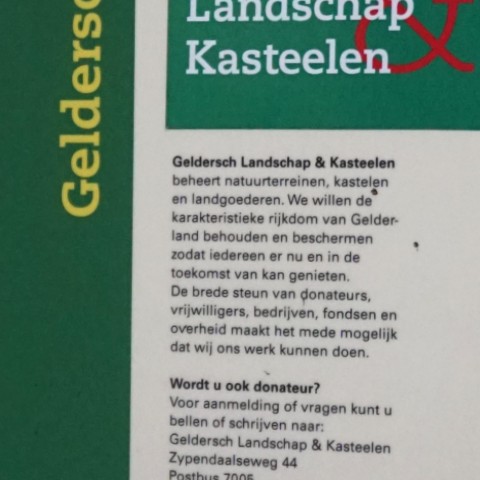 Geldersc
Landschap &
Kasteelen
Geldersch Landschap & Kasteelen
beheert natuurterreinen, kastelen
en landgoederen. We willen de
karakteristieke rijkdom van Gelder-
land behouden en beschermen
zodat iedereen er nu en in de
toekomst van kan genieten.
De brede steun van donateurs,
vrijwilligers, bedrijven, fondsen en
overheid maakt het mede mogelijk
dat wij ons werk kunnen doen.
Wordt u ook donateur?
Voor aanmelding of vragen kunt u
bellen of schrijven naar:
Geldersch Landschap & Kasteelen
Zypendaalseweg 44
Postbus 7005